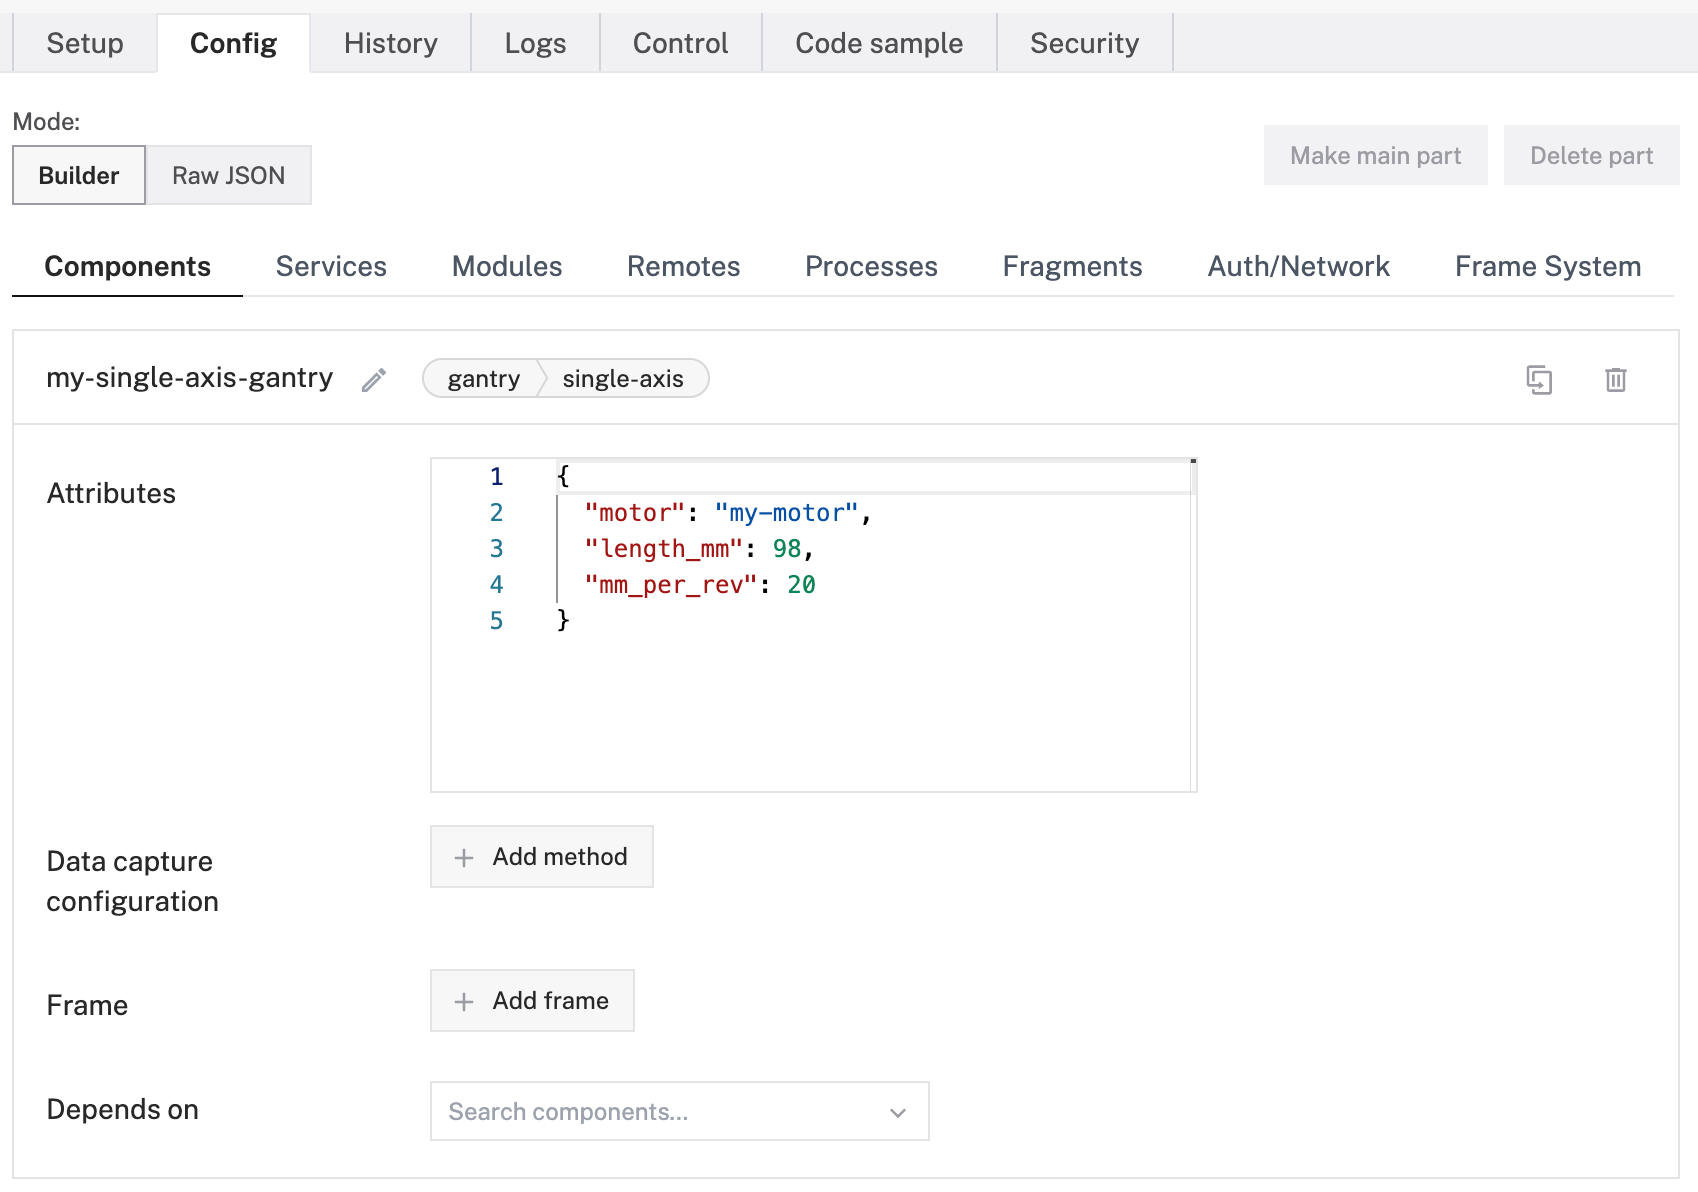 Setup Config History Logs Control Code sample Security
Mode:
Builder Raw JSON
Make main part Delete part
Components Services Modules Remotes Processes Fragments Auth/Network Frame System
my-single-axis-gantry gantry single-axis
Attributes
1 {
2 "motor": "my-motor",
3 "length_mm": 98,
4 "mm_per_rev": 20
5 }
Data capture
configuration
Add method
Frame
Add frame
Depends on
Search components...